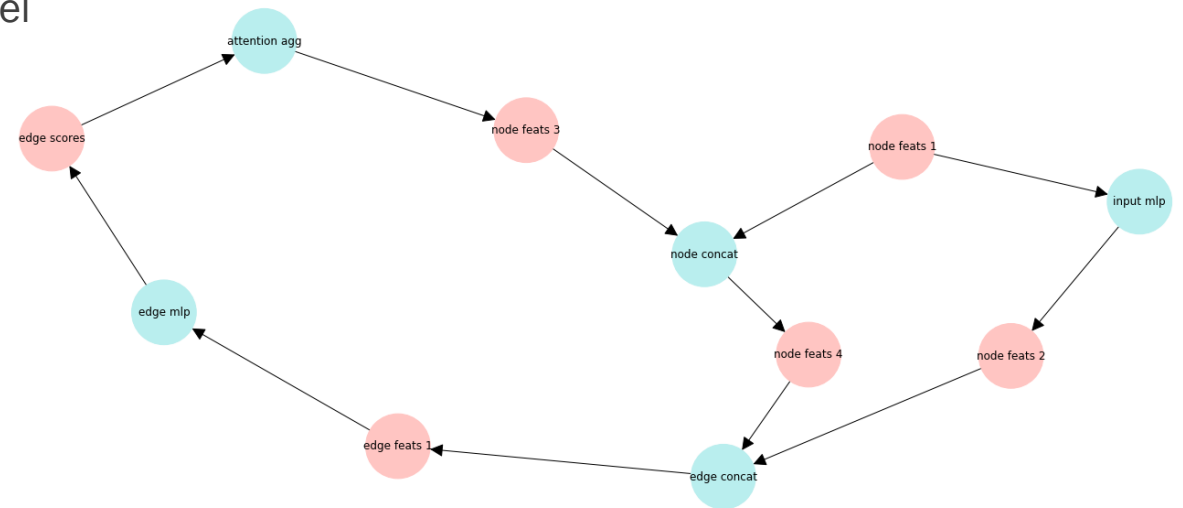 el
attention agg
node feats 3
edge scores
node feats 1
input mlp
node concat
edge mlp
node feats 4
node feats 2
edge feats 1
edge concat